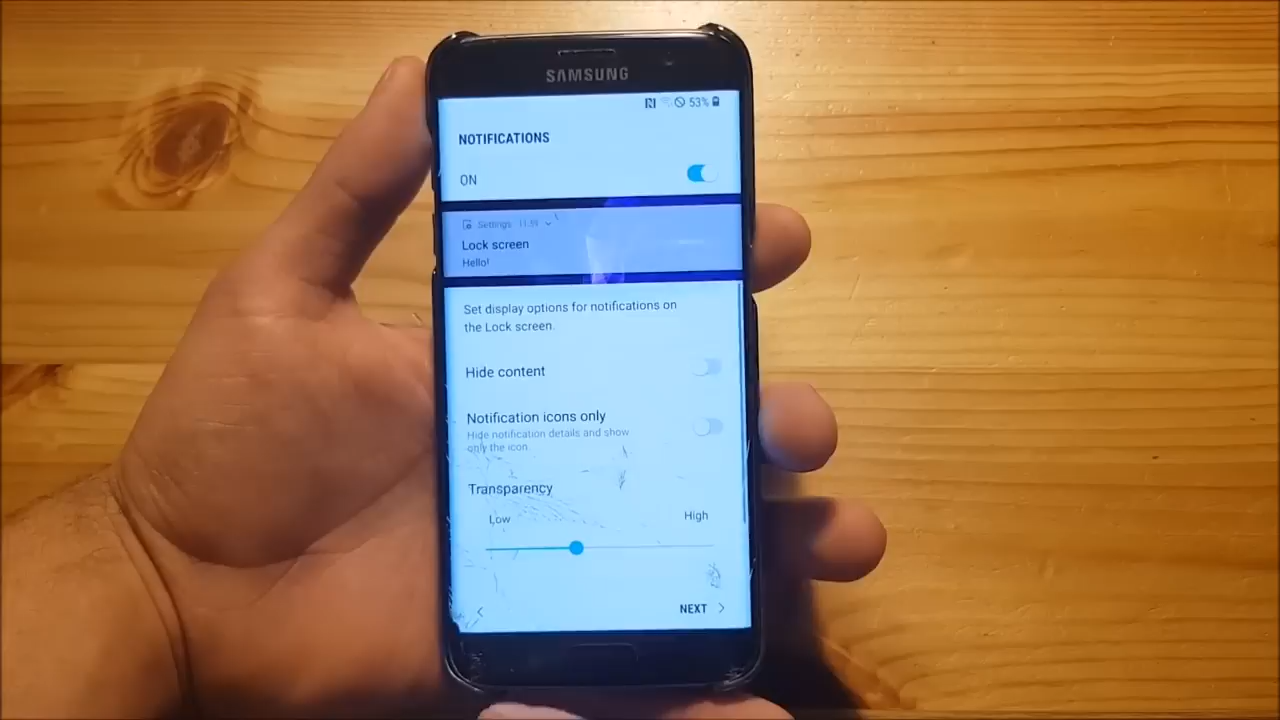 SAMSUNG
53%
NOTIFICATIONS
ON
Settings
Lock screen
Hello!
Set display options for notifications on
the Lock screen.
Hide content
Notification icons only
Hide notification details and show
only the icon
Transparency
Low High
NEXT